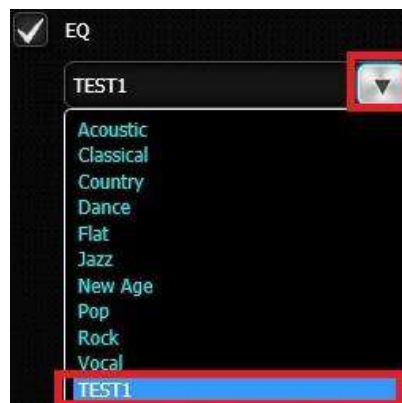 EQ
TEST1
Acoustic
Classical
Country
Dance
Flat
Jazz
New Age
Pop
Rock
Vocal
TEST1